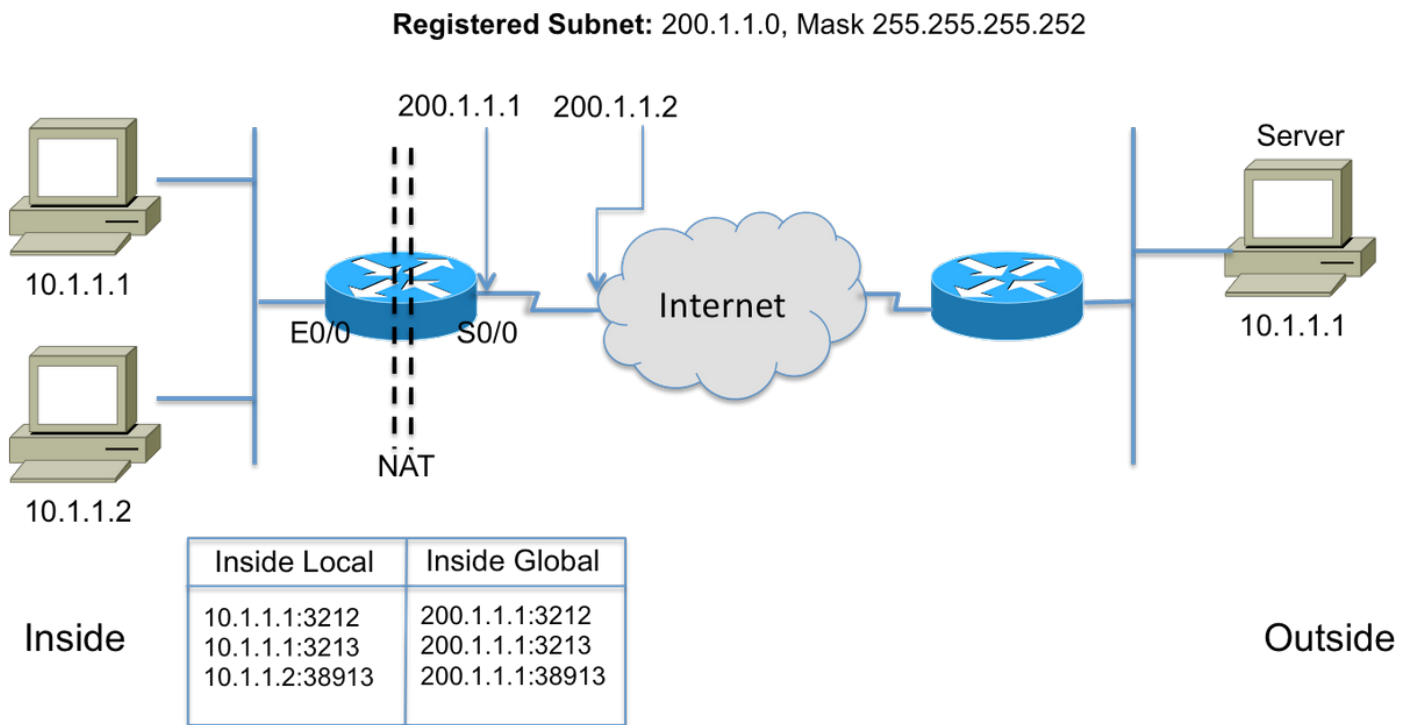 Registered Subnet: 200.1.1.0, Mask 255.255.255.252
200.1.1.1
200.1.1.2
Server
10.1.1.1
Internet
E0/0
S0/0
10.1.1.1
NAT
10.1.1.2
Inside Local
Inside Global
10.1.1.1:3212
200.1.1.1:3212
10.1.1.1:3213
200.1.1.1:3213
10.1.1.2:38913
200.1.1.1:38913
Inside
Outside